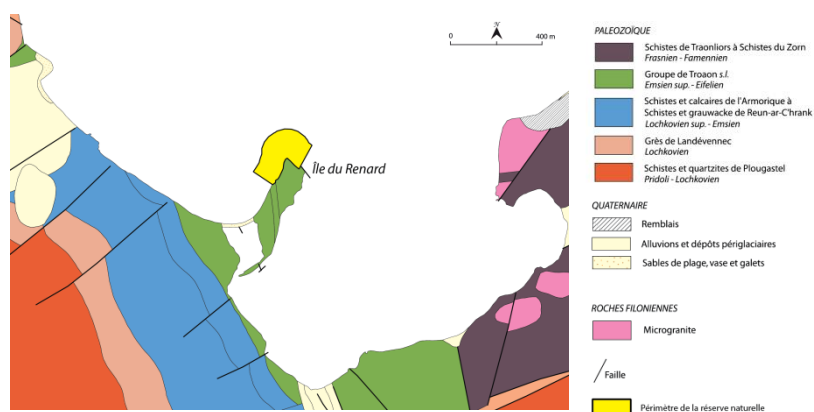 N
0
400 m
Île du Renard
PALEOZOÏQUE
Schistes de Traonliors à Schistes du Zorn
Frasnien - Famennien
Groupe de Troaon s.l.
Emsien sup. - Eifelien
Schistes et calcaires de l'Armorique à
Schistes et grauwacke de Reun-ar-C'hrank
Lochkovien sup. - Emsien
Grès de Landévennec
Lochkovien
Schistes et quartzites de Plougastel
Pridoli - Lochkovien
QUATERNAIRE
Remblais
Alluvions et dépôts périglaciaires
Sables de plage, vase et galets
ROCHES FILONIENNES
Microgranite
Faille
Périmètre de la réserve naturelle